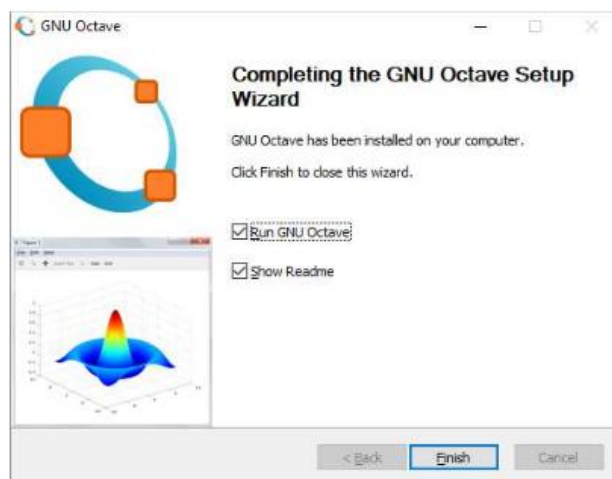 GNU Octave
Completing the GNU Octave Setup
Wizard
GNU Octave has been installed on your computer.
Click Finish to close this wizard.
Run GNU Octave
Show Readme
< Back
Finish
Cancel